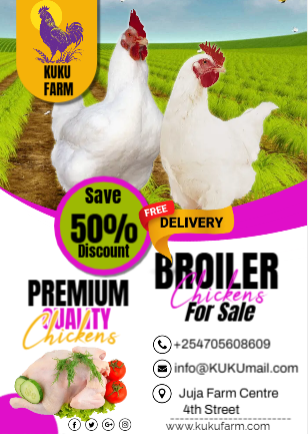 KUKU
FARM
Save
50%
Discount
FREE
DELIVERY
BROILER
Chickens
For Sale
PREMIUM
QUALITY
Chickens
+254705608609
info@KUKUmail.com
Juja Farm Centre
4th Street
www.kukufarm.com